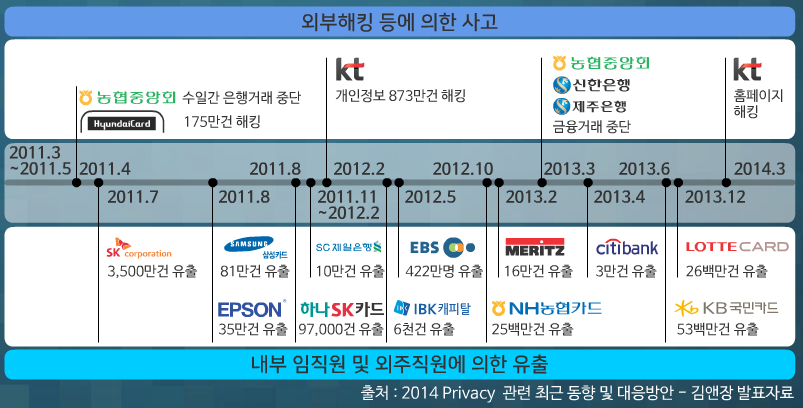 외부해킹 등에 의한 사고
농협중앙회 수일간 은행거래 중단
HyundaiCard 175만건 해킹
kt
개인정보 873만건 해킹
농협중앙회
신한은행
제주은행
금융거래 중단
kt
홈페이지
해킹
2011.3
~2011.5
2011.4
2011.8
2012.2
2012.10
2013.3
2013.6
2014.3
2011.7
2011.8
2011.11
~2012.2
2012.5
2013.2
2013.4
2013.12
SK corporation
3,500만건 유출
SAMSUNG
삼성카드
81만건 유출
SC제일은행
10만건 유출
EBS
422만명 유출
MERITZ
16만건 유출
citibank
3만건 유출
LOTTE CARD
26백만건 유출
EPSON
35만건 유출
하나SK카드
97,000건 유출
IBK캐피탈
6천건 유출
NH농협카드
25백만건 유출
KB국민카드
53백만건 유출
내부 임직원 및 외주직원에 의한 유출
출처 : 2014 Privacy 관련 최근 동향 및 대응방안 - 김앤장 발표자료